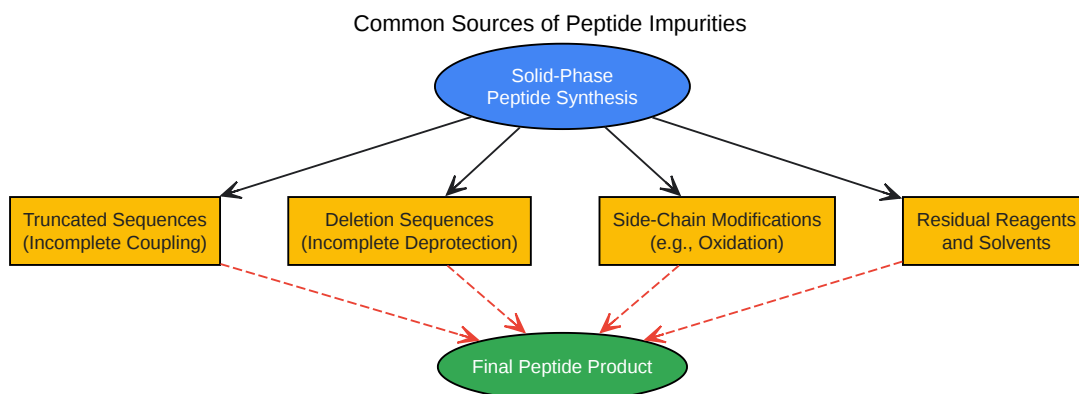 Common Sources of Peptide Impurities
Solid-Phase
Peptide Synthesis
Truncated Sequences
(Incomplete Coupling)
Deletion Sequences
(Incomplete Deprotection)
Side-Chain Modifications
(e.g., Oxidation)
Residual Reagents
and Solvents
Final Peptide Product